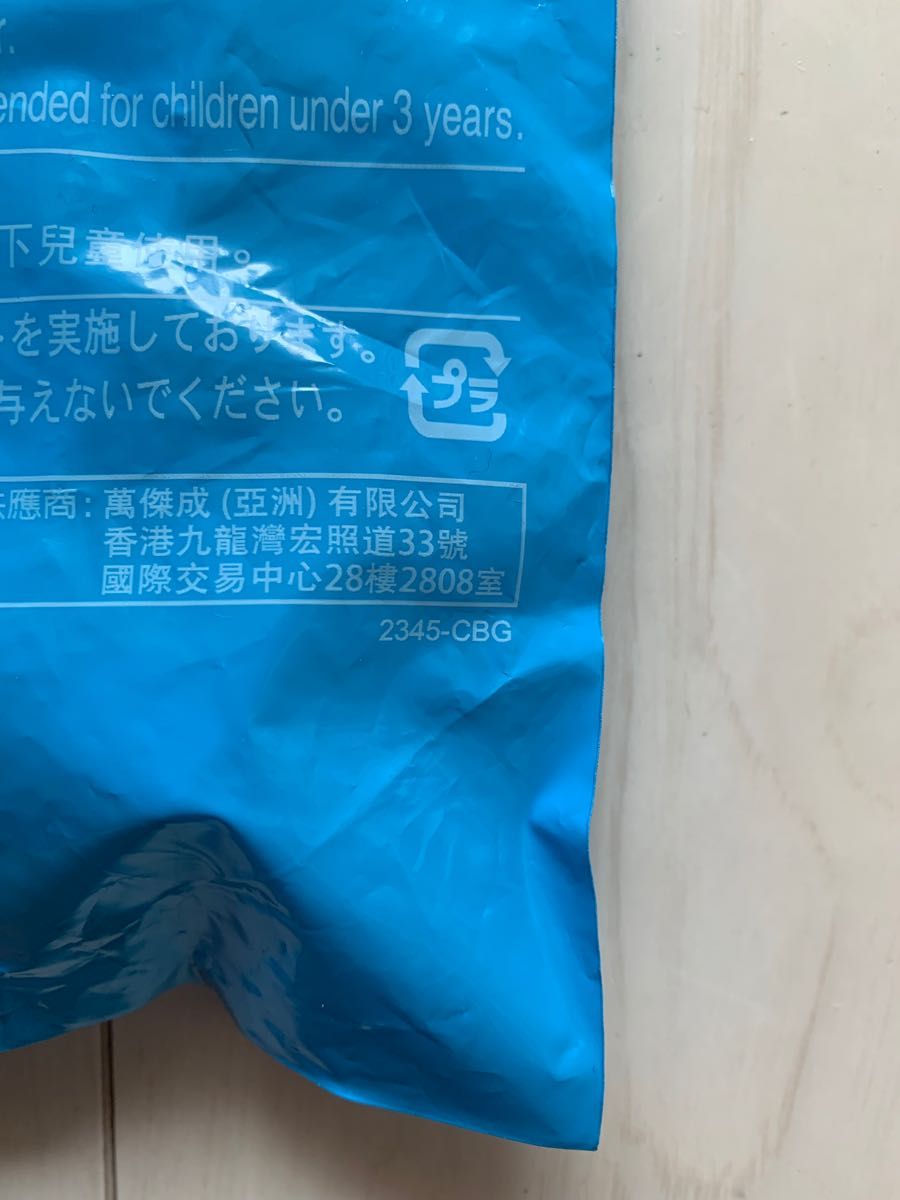 r.
ended for children under 3 years.
下兒童使用。
を実施しております。
与えないでください。
プラ
應商: 萬傑成 (亞洲) 有限公司
香港九龍灣宏照道33號
國際交易中心28樓2808室
2345-CBG